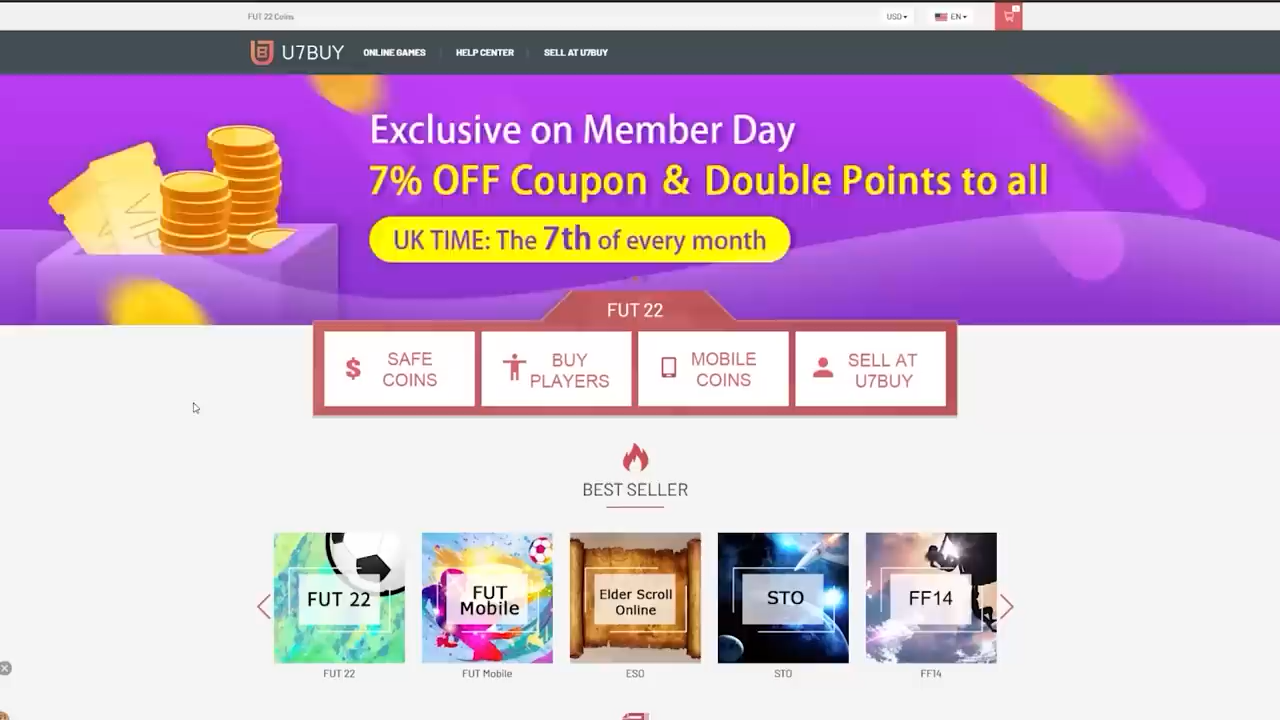 FUT 22 Coins
USD
EN
U7BUY
ONLINE GAMES
HELP CENTER
SELL AT U7BUY
Exclusive on Member Day
7% OFF Coupon & Double Points to all
UK TIME: The 7th of every month
VIP
FUT 22
SAFE
COINS
BUY
PLAYERS
MOBILE
COINS
SELL AT
U7BUY
BEST SELLER
FUT 22
FUT
Mobile
Elder Scroll
Online
STO
FF14
FUT 22
FUT Mobile
ESO
STO
FF14